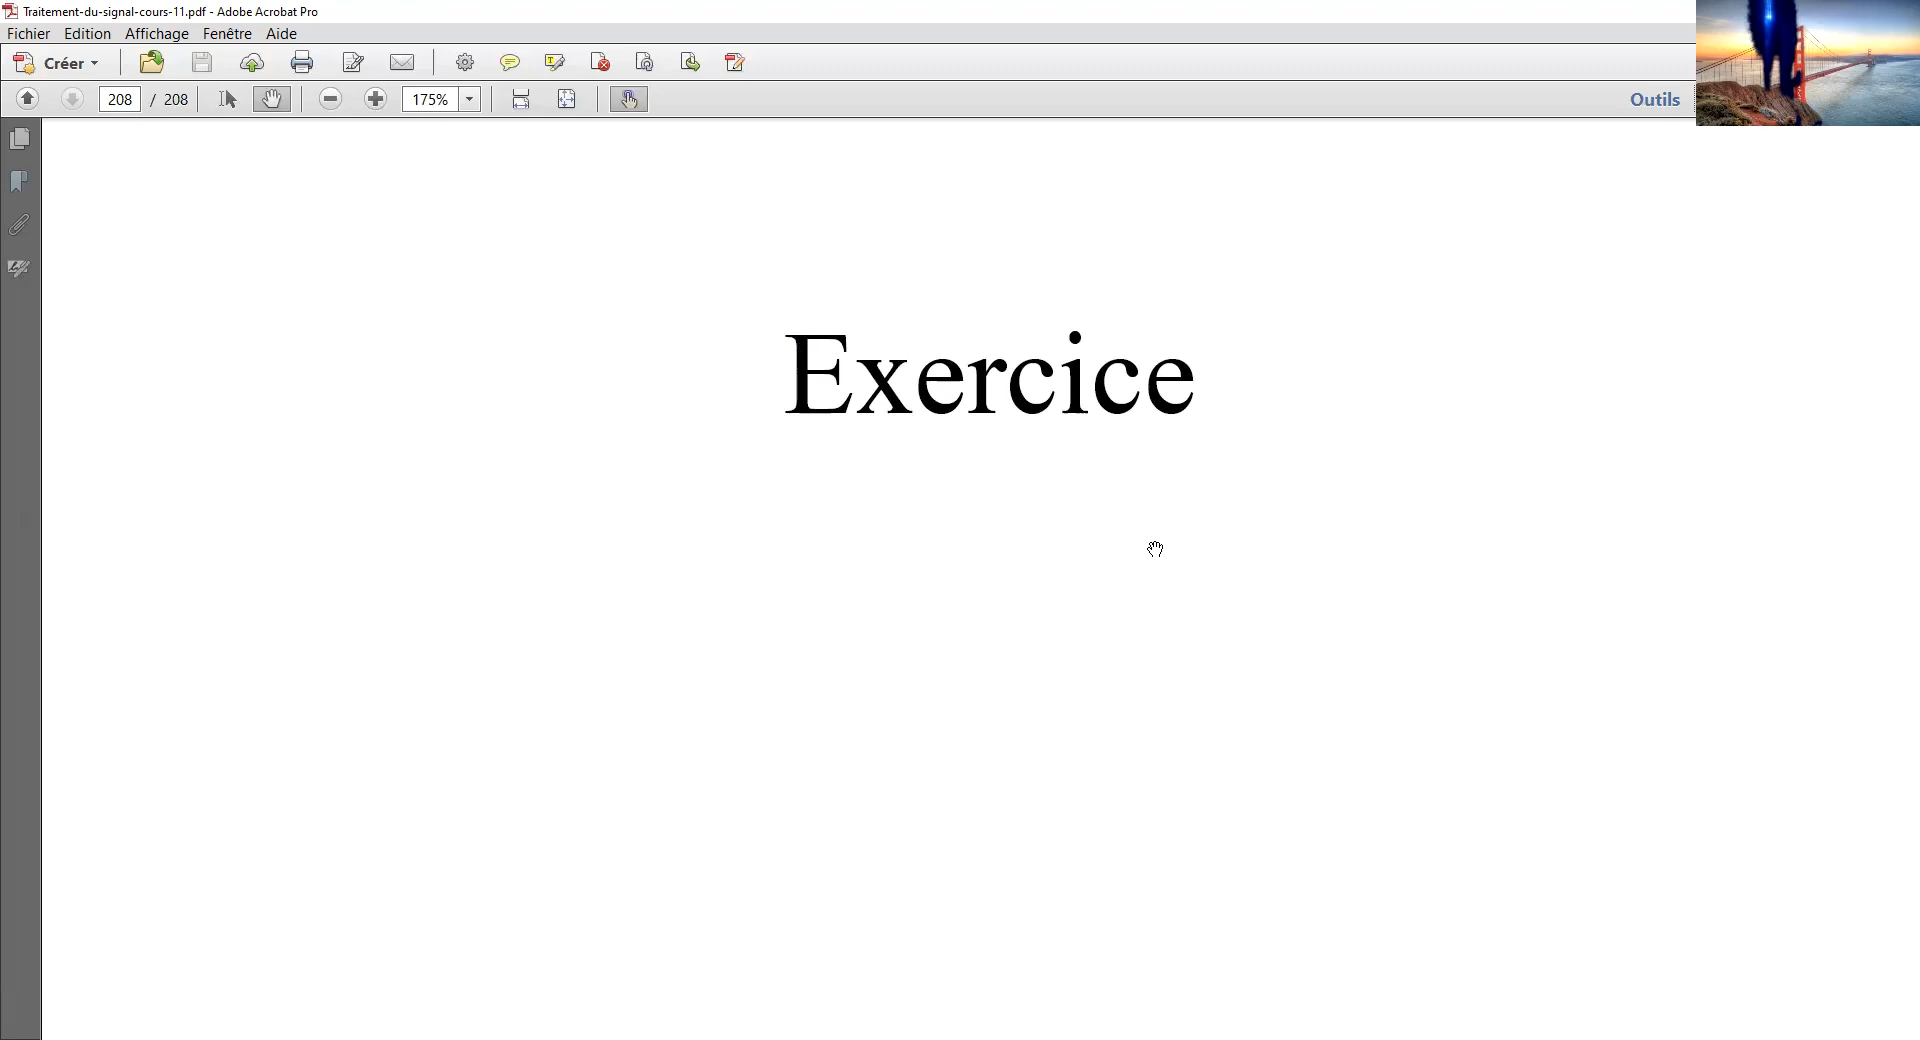 Traitement-du-signal-cours-11.pdf - Adobe Acrobat Pro
Fichier Edition Affichage Fenêtre Aide
Créer
208 / 208 175% Outils
Exercice